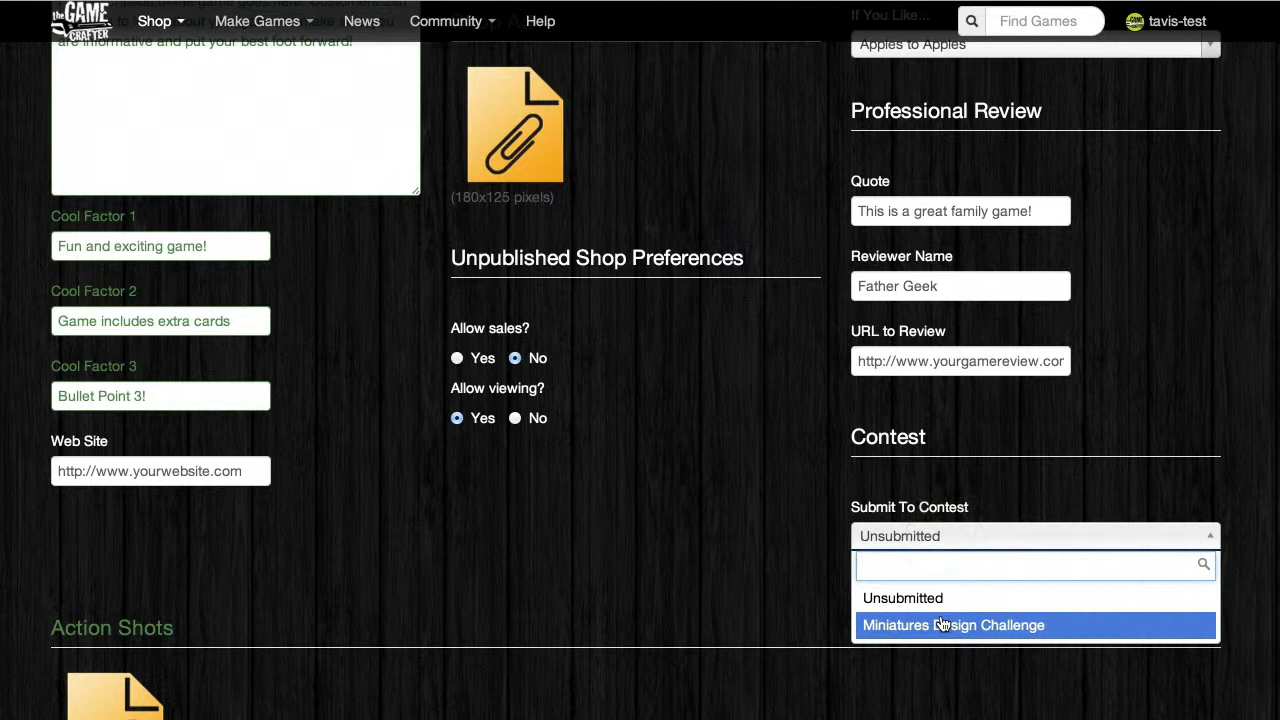 the GAME CRAFTER
Shop
Make Games
News
Community
Help
Find Games
tavis-test
are informative and put your best foot forward!
Cool Factor 1
Fun and exciting game!
Cool Factor 2
Game includes extra cards
Cool Factor 3
Bullet Point 3!
Web Site
http://www.yourwebsite.com
Action Shots
(180x125 pixels)
Unpublished Shop Preferences
Allow sales?
Yes No
Allow viewing?
Yes No
If You Like...
Apples to Apples
Professional Review
Quote
This is a great family game!
Reviewer Name
Father Geek
URL to Review
http://www.yourgamereview.cor
Contest
Submit To Contest
Unsubmitted
Unsubmitted
Miniatures Design Challenge